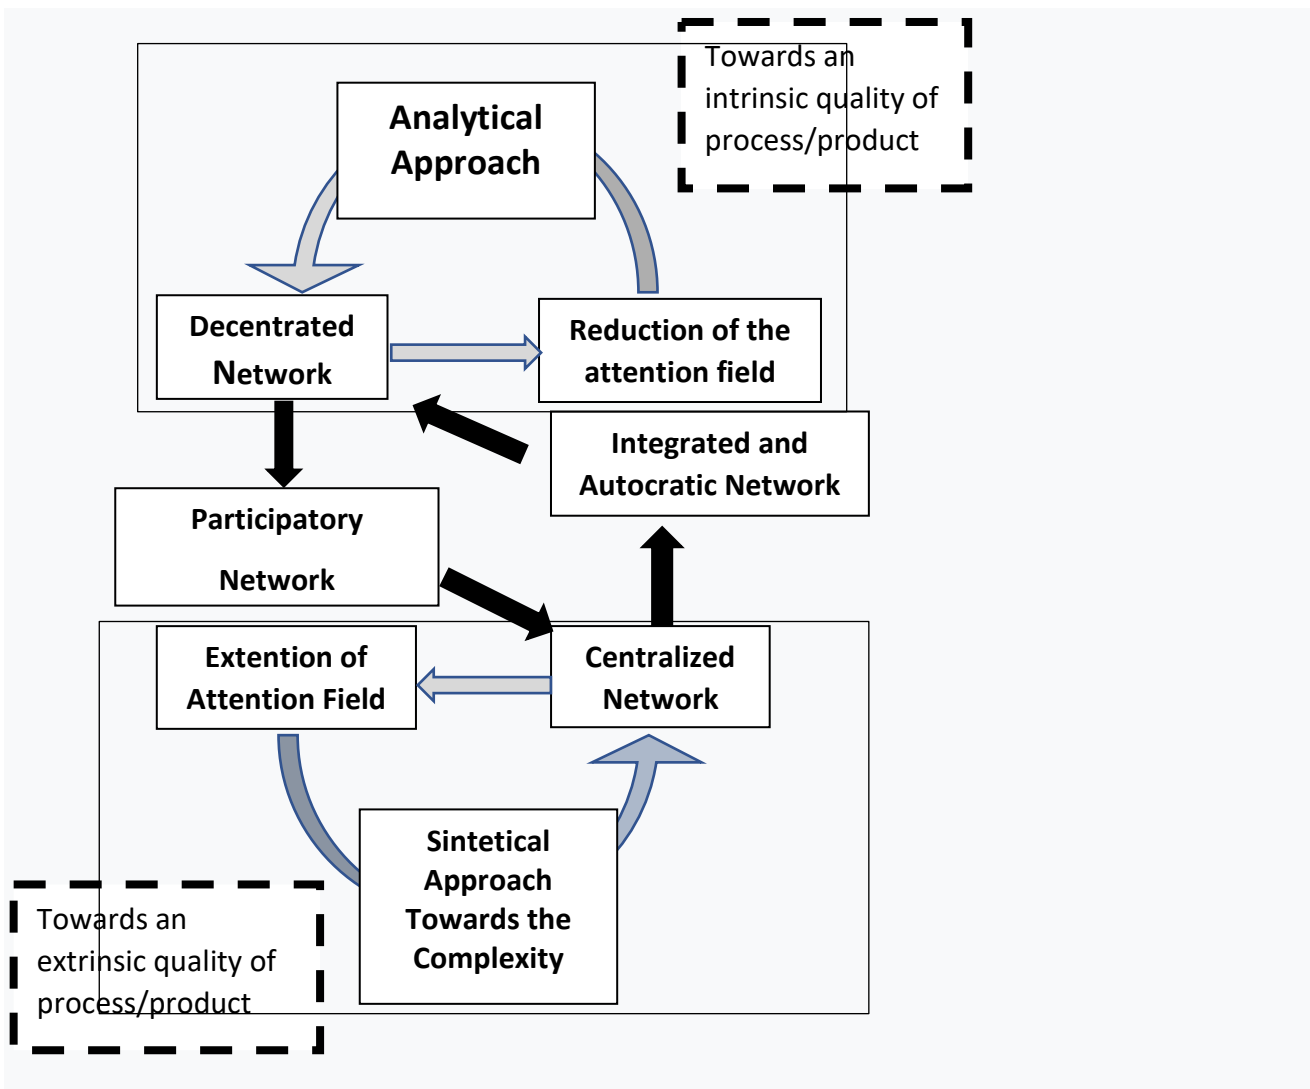 Towards an
intrinsic quality of
process/product
Analytical
Approach
Decentrated
Network
Reduction of the
attention field
Integrated and
Autocratic Network
Participatory
Network
Extention of
Attention Field
Centralized
Network
Sintetical
Approach
Towards the
Complexity
Towards an
extrinsic quality of
process/product